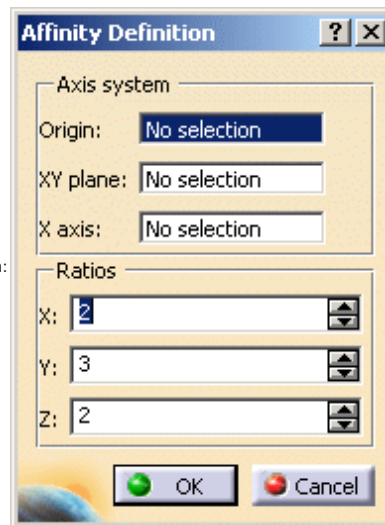 Affinity Definition ? X
Axis system
Origin: No selection
XY plane: No selection
X axis: No selection
Ratios
X: 2
Y: 3
Z: 2
OK Cancel